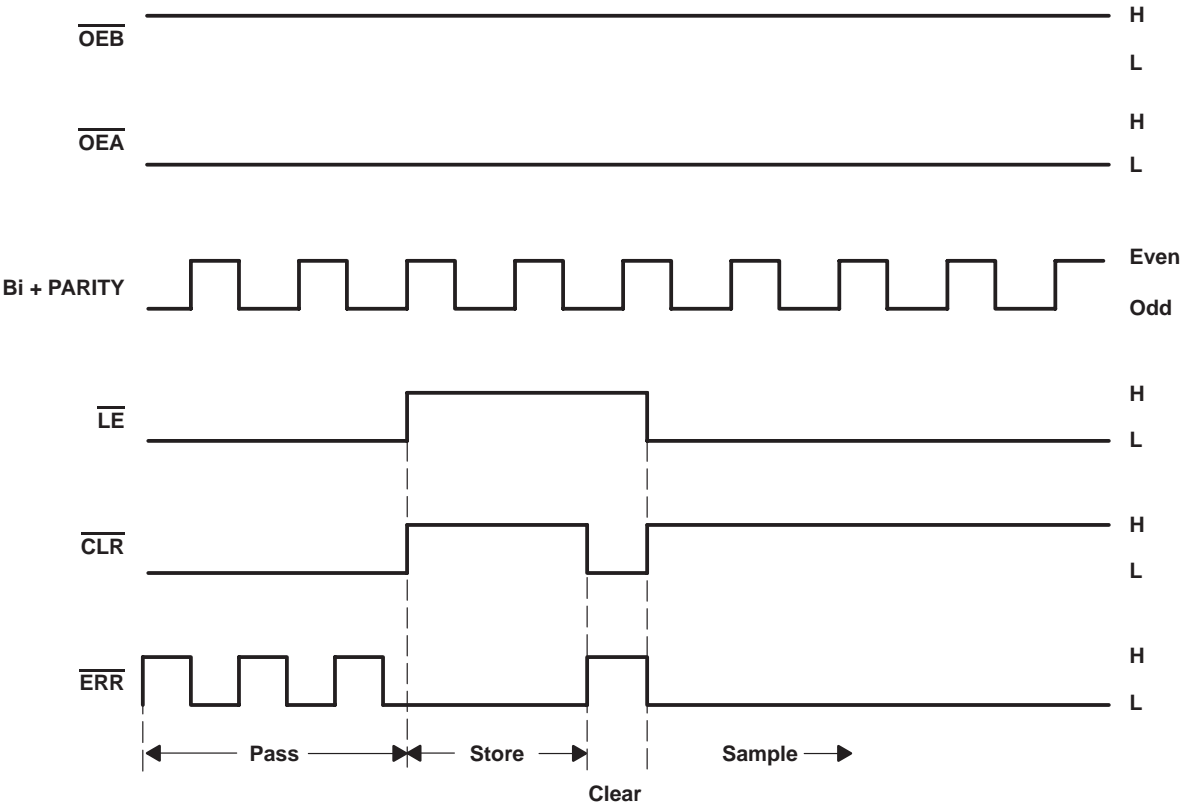 OEB
H
L
OEA
H
L
Bi + PARITY
Even
Odd
LE
H
L
CLR
H
L
ERR
H
L
Pass
Store
Sample
Clear